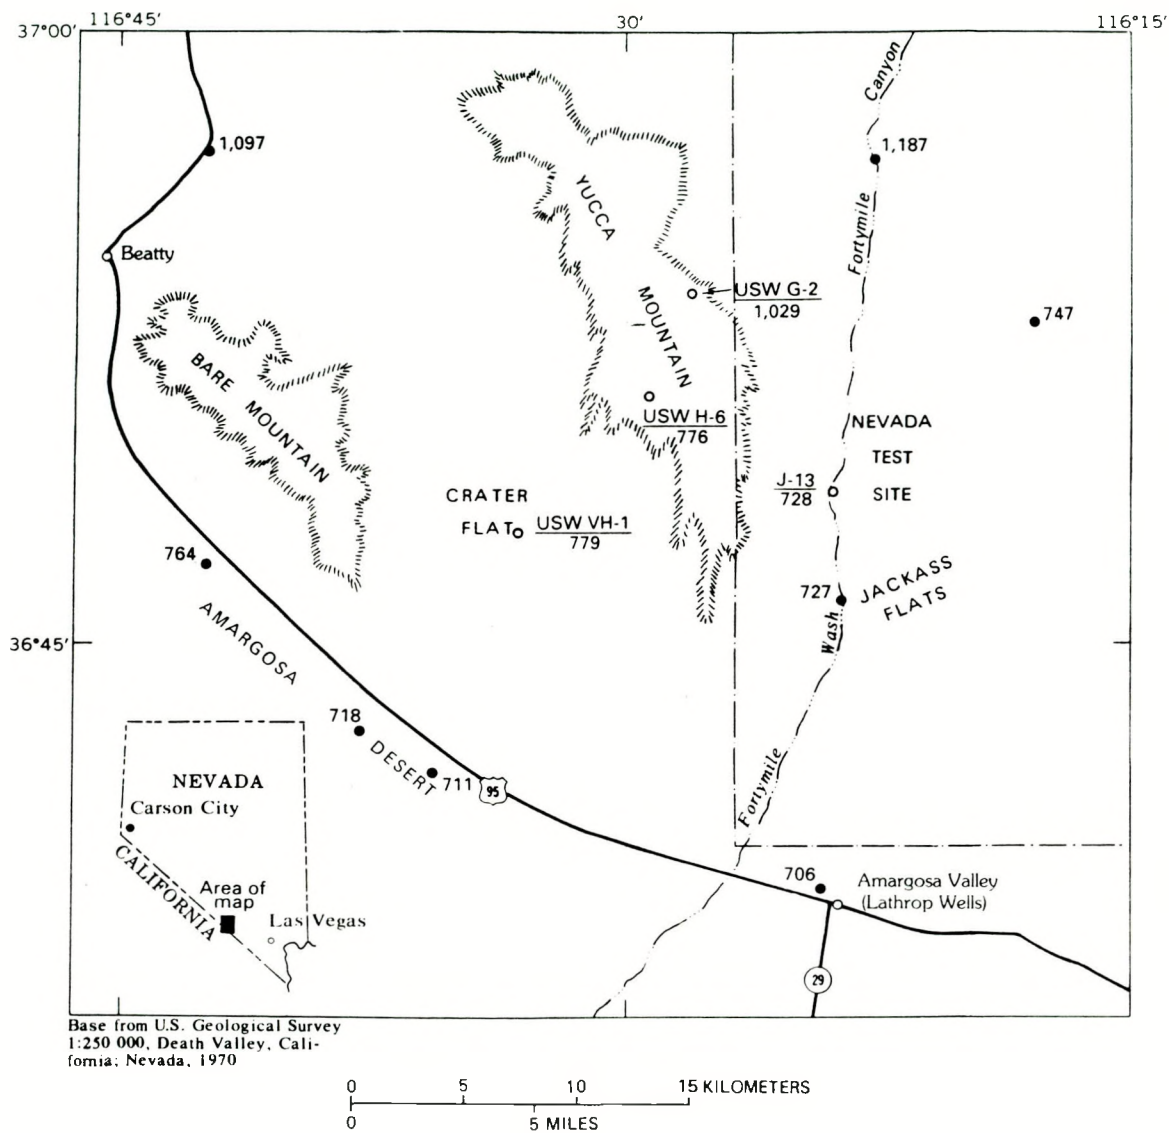 116°45'
30'
116°15'
37°00'
Canyon
1,097
1,187
YUCCA
Fortymile
Beatty
USW G-2
1,029
MOUNTAIN
747
BARE
MOUNTAIN
USW H-6
776
NEVADA
TEST
SITE
J-13
728
CRATER
FLAT
USW VH-1
779
764
727
JACKASS
FLATS
Wash
36°45'
AMARGOSA
718
DESERT
711
95
Fortymile
NEVADA
Carson City
CALIFORNIA
Area of
map
Las Vegas
706
Amargosa Valley
(Lathrop Wells)
29
Base from U.S. Geological Survey
1:250 000, Death Valley, Cali-
fornia; Nevada, 1970
0 5 10 15 KILOMETERS
0 5 MILES